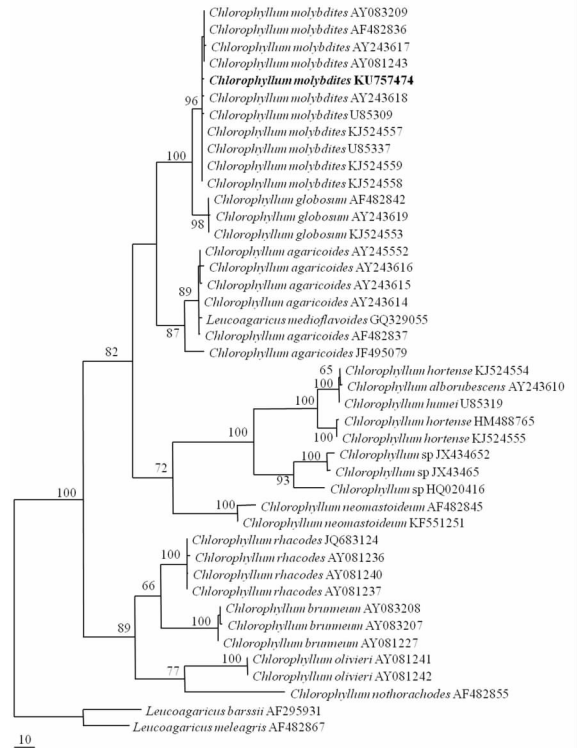 Chlorophyllum molybdites AY083209
Chlorophyllum molybdites AF482836
Chlorophyllum molybdites AY243617
Chlorophyllum molybdites AY081243
Chlorophyllum molybdites KU757474
96
Chlorophyllum molybdites AY243618
Chlorophyllum molybdites U85309
Chlorophyllum molybdites KJ524557
Chlorophyllum molybdites U85337
100
Chlorophyllum molybdites KJ524559
Chlorophyllum molybdites KJ524558
Chlorophyllum globosum AF482842
Chlorophyllum globosum AY243619
98
Chlorophyllum globosum KJ524553
Chlorophyllum agaricoides AY245552
Chlorophyllum agaricoides AY243616
Chlorophyllum agaricoides AY243615
89
Chlorophyllum agaricoides AY243614
Leucoagaricus medioflavoides GQ329055
87
Chlorophyllum agaricoides AF482837
Chlorophyllum agaricoides JF495079
82
65
Chlorophyllum hortense KJ524554
100
Chlorophyllum alborubescens AY243610
Chlorophyllum humei U85319
100
Chlorophyllum hortense HM488765
100
Chlorophyllum hortense KJ524555
100
Chlorophyllum sp JX434652
100
Chlorophyllum sp JX43465
72
93
Chlorophyllum sp HQ020416
100
Chlorophyllum neomastoideum AF482845
Chlorophyllum neomastoideum KF551251
100
Chlorophyllum rhacodes JQ683124
100
Chlorophyllum rhacodes AY081236
Chlorophyllum rhacodes AY081240
66
Chlorophyllum rhacodes AY081237
Chlorophyllum brunneum AY083208
100
Chlorophyllum brunneum AY083207
89
Chlorophyllum brunneum AY081227
100
Chlorophyllum olivieri AY081241
77
Chlorophyllum olivieri AY081242
Chlorophyllum nothorachodes AF482855
Leucoagaricus barssii AF295931
Leucoagaricus meleagris AF482867
10